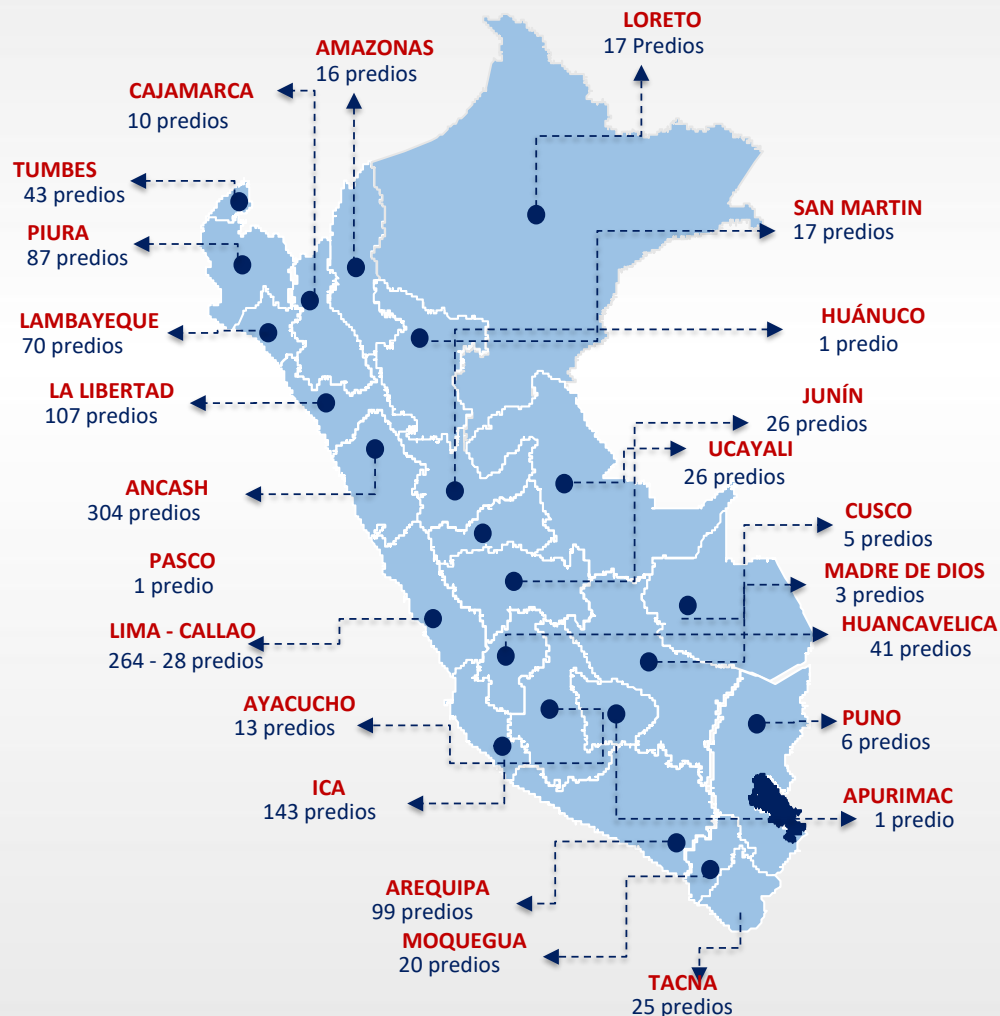 LORETO
17 Predios
AMAZONAS
16 predios
CAJAMARCA
10 predios
TUMBES
43 predios
SAN MARTIN
17 predios
PIURA
87 predios
LAMBAYEQUE
70 predios
HUÁNUCO
1 predio
LA LIBERTAD
107 predios
JUNÍN
26 predios
UCAYALI
26 predios
ANCASH
304 predios
CUSCO
5 predios
PASCO
1 predio
MADRE DE DIOS
3 predios
LIMA - CALLAO
264 - 28 predios
HUANCAVELICA
41 predios
AYACUCHO
13 predios
PUNO
6 predios
ICA
143 predios
APURIMAC
1 predio
AREQUIPA
99 predios
MOQUEGUA
20 predios
TACNA
25 predios